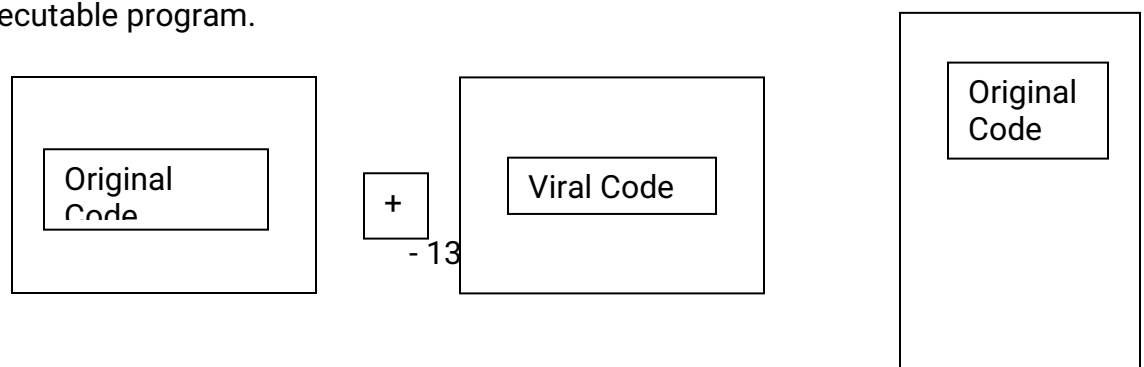 ecutable program.
Original
Code
+
Viral Code
- 13
Original
Code